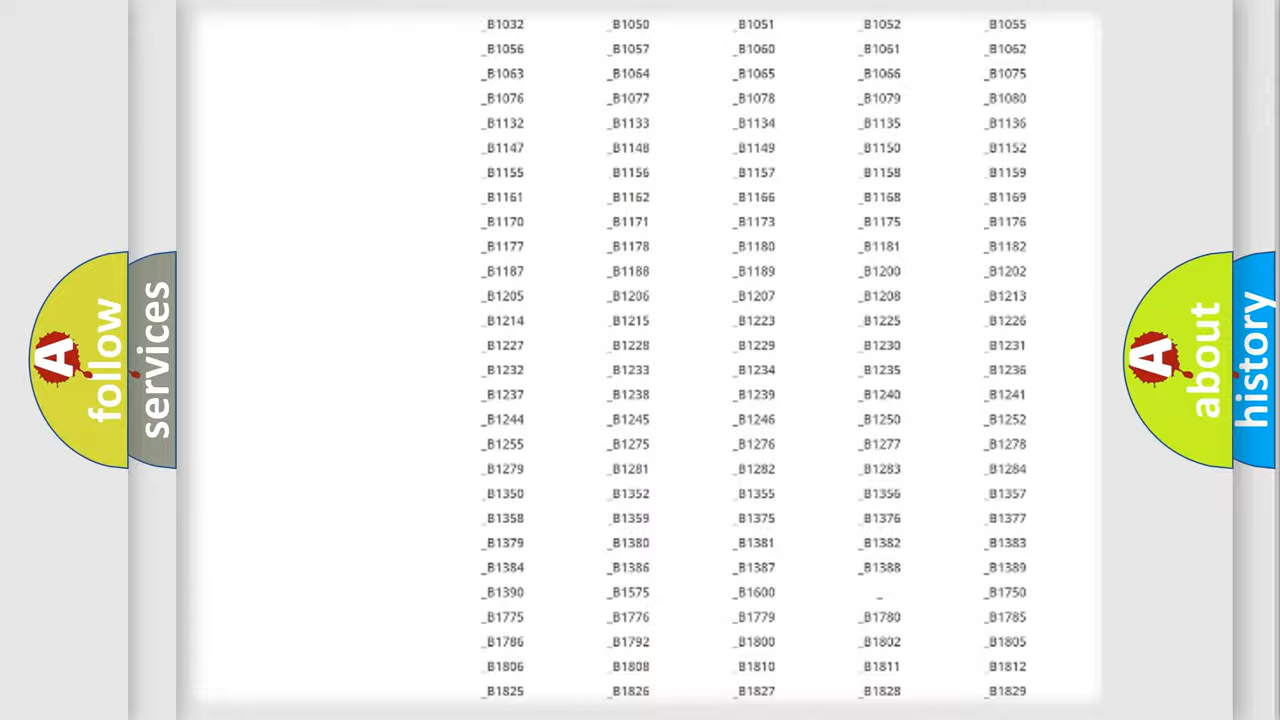 _B1032 _B1050 _B1051 _B1052 _B1055
_B1056 _B1057 _B1060 _B1061 _B1062
_B1063 _B1064 _B1065 _B1066 _B1075
_B1076 _B1077 _B1078 _B1079 _B1080
_B1132 _B1133 _B1134 _B1135 _B1136
_B1147 _B1148 _B1149 _B1150 _B1152
_B1155 _B1156 _B1157 _B1158 _B1159
_B1161 _B1162 _B1166 _B1168 _B1169
_B1170 _B1171 _B1173 _B1175 _B1176
_B1177 _B1178 _B1180 _B1181 _B1182
_B1187 _B1188 _B1189 _B1200 _B1202
_B1205 _B1206 _B1207 _B1208 _B1213
_B1214 _B1215 _B1223 _B1225 _B1226
_B1227 _B1228 _B1229 _B1230 _B1231
_B1232 _B1233 _B1234 _B1235 _B1236
_B1237 _B1238 _B1239 _B1240 _B1241
_B1244 _B1245 _B1246 _B1250 _B1252
_B1255 _B1275 _B1276 _B1277 _B1278
_B1279 _B1281 _B1282 _B1283 _B1284
_B1350 _B1352 _B1355 _B1356 _B1357
_B1358 _B1359 _B1375 _B1376 _B1377
_B1379 _B1380 _B1381 _B1382 _B1383
_B1384 _B1386 _B1387 _B1388 _B1389
_B1390 _B1575 _B1600 _ _B1750
_B1775 _B1776 _B1779 _B1780 _B1785
_B1786 _B1792 _B1800 _B1802 _B1805
_B1806 _B1808 _B1810 _B1811 _B1812
_B1825 _B1826 _B1827 _B1828 _B1829
A
follow
services
A
about
history